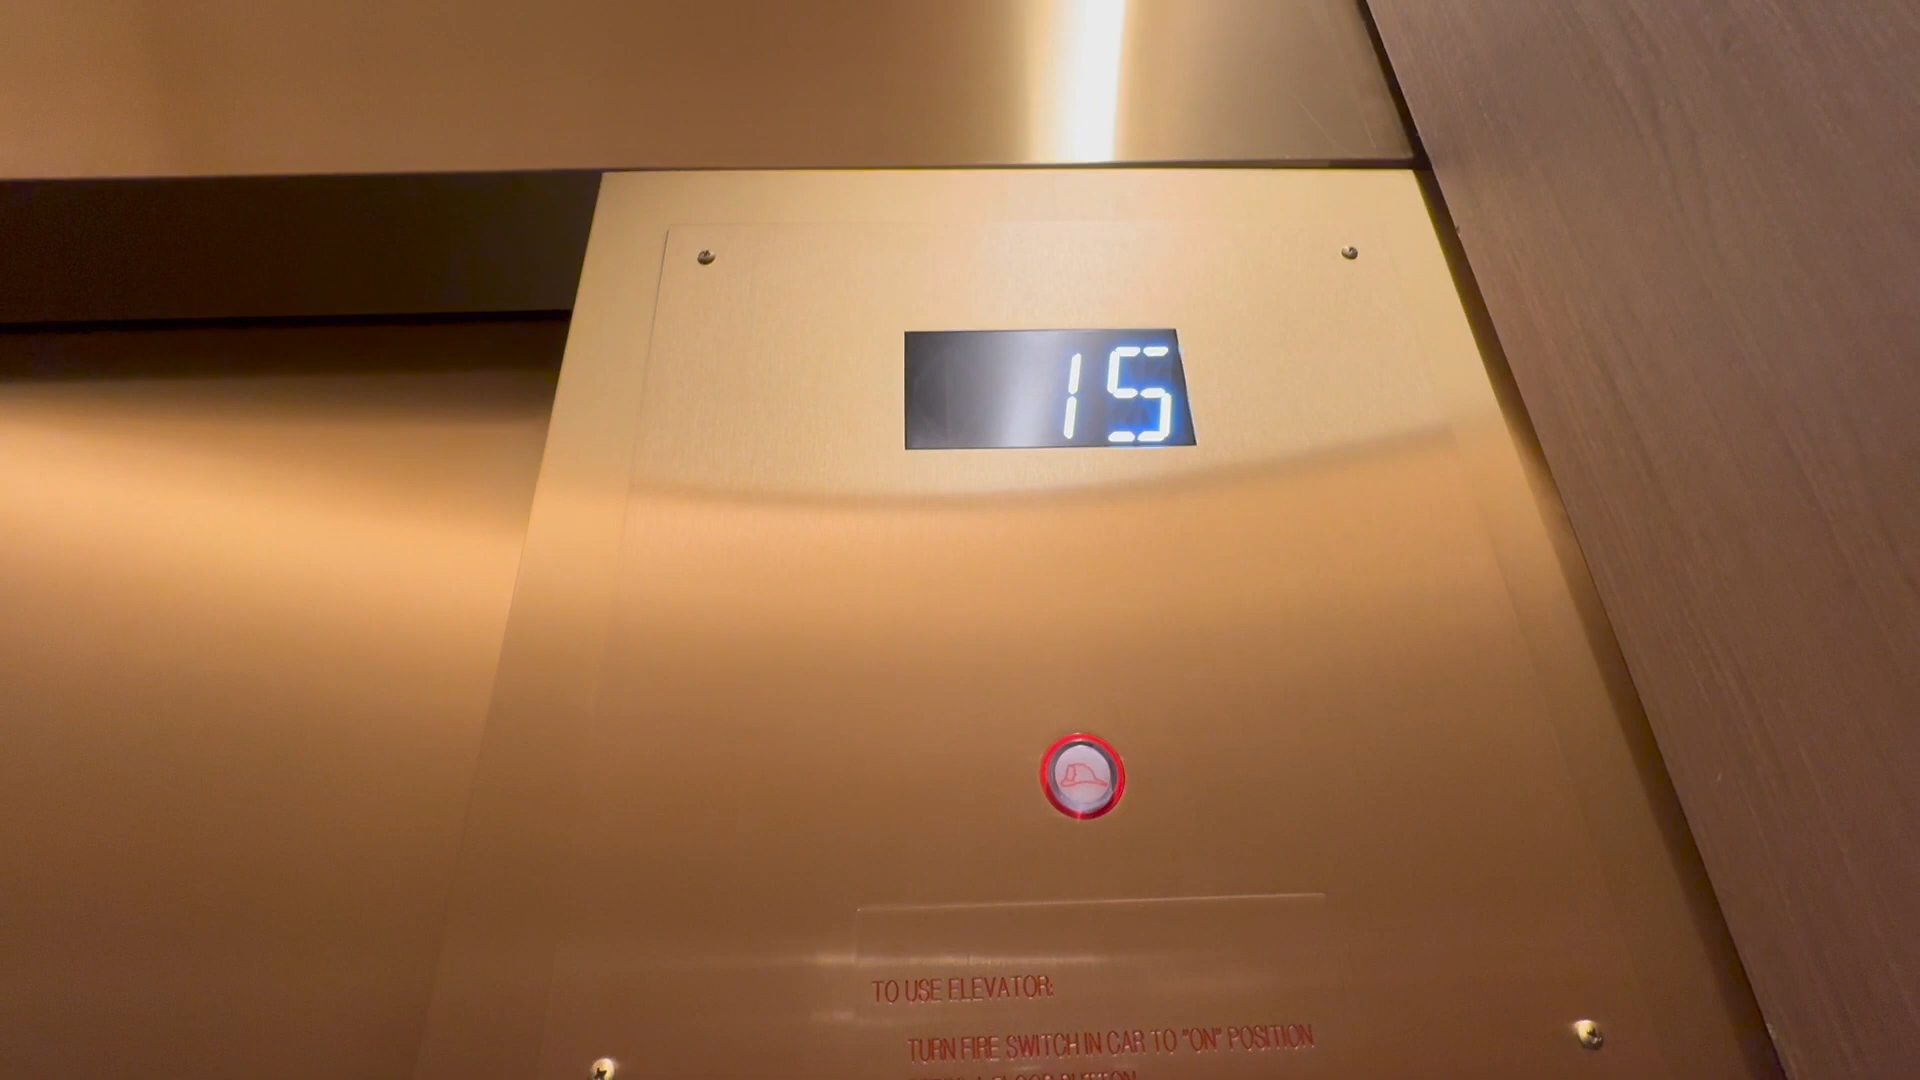 15
TO USE ELEVATOR:
TURN FIRE SWITCH IN CAR TO "ON" POSITION